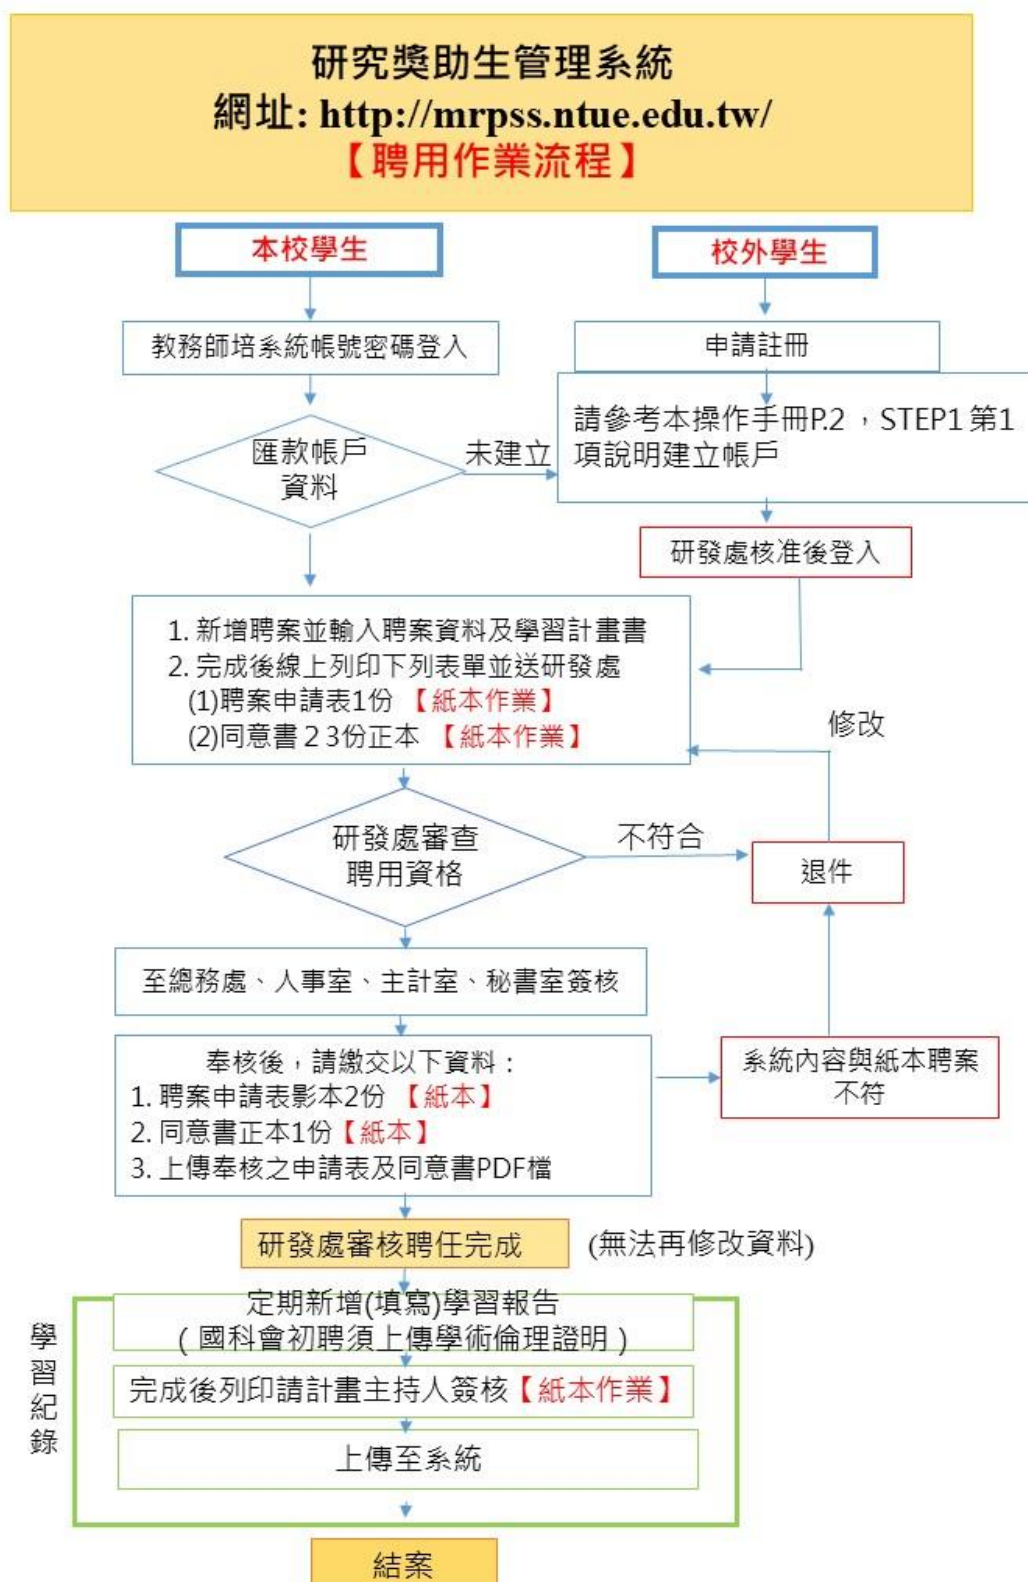 研究獎助生管理系統
網址: http://mrpss.ntue.edu.tw/
【聘用作業流程】
本校學生
校外學生
教務師培系統帳號密碼登入
申請註冊
匯款帳戶
資料
未建立
請參考本操作手冊P.2 ，STEP1 第1
項說明建立帳戶
研發處核准後登入
1. 新增聘案並輸入聘案資料及學習計畫書
2. 完成後線上列印下列表單並送研發處
(1)聘案申請表1份 【紙本作業】
(2)同意書 2 3份正本 【紙本作業】
修改
研發處審查
聘用資格
不符合
退件
至總務處、人事室、主計室、秘書室簽核
奉核後，請繳交以下資料：
1. 聘案申請表影本2份 【紙本】
2. 同意書正本1份【紙本】
3. 上傳奉核之申請表及同意書PDF檔
系統內容與紙本聘案
不符
研發處審核聘任完成
(無法再修改資料)
學習紀錄
定期新增(填寫)學習報告
（國科會初聘須上傳學術倫理證明）
完成後列印請計畫主持人簽核【紙本作業】
上傳至系統
結案